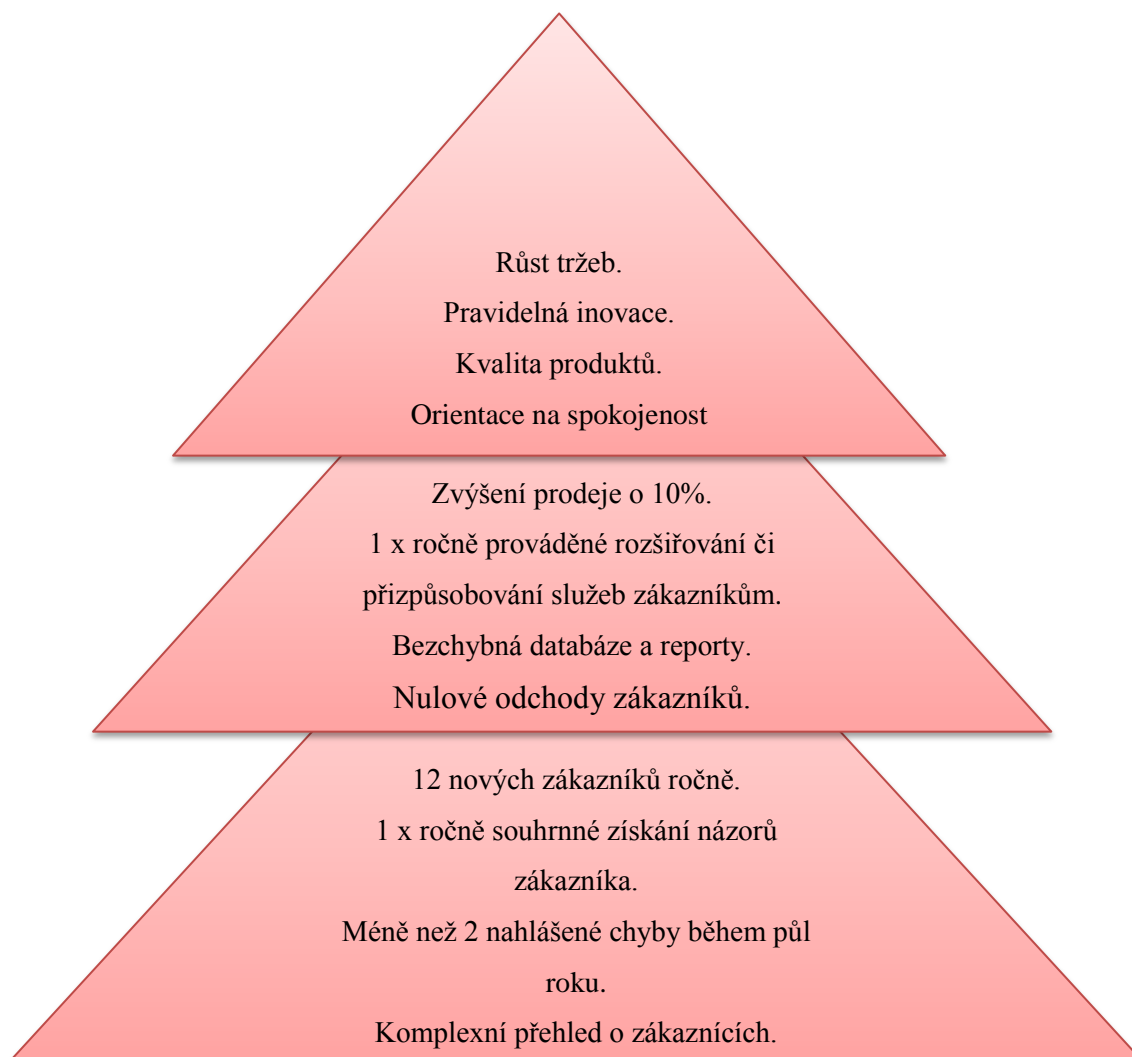 Růst tržeb.
Pravidelná inovace.
Kvalita produktů.
Orientace na spokojenost
Zvýšení prodeje o 10%.
1 x ročně prováděné rozšiřování či
přizpůsobování služeb zákazníkům.
Bezchybná databáze a reporty.
Nulové odchody zákazníků.
12 nových zákazníků ročně.
1 x ročně souhrnné získání názorů
zákazníka.
Méně než 2 nahlášené chyby během půl
roku.
Komplexní přehled o zákaznících.